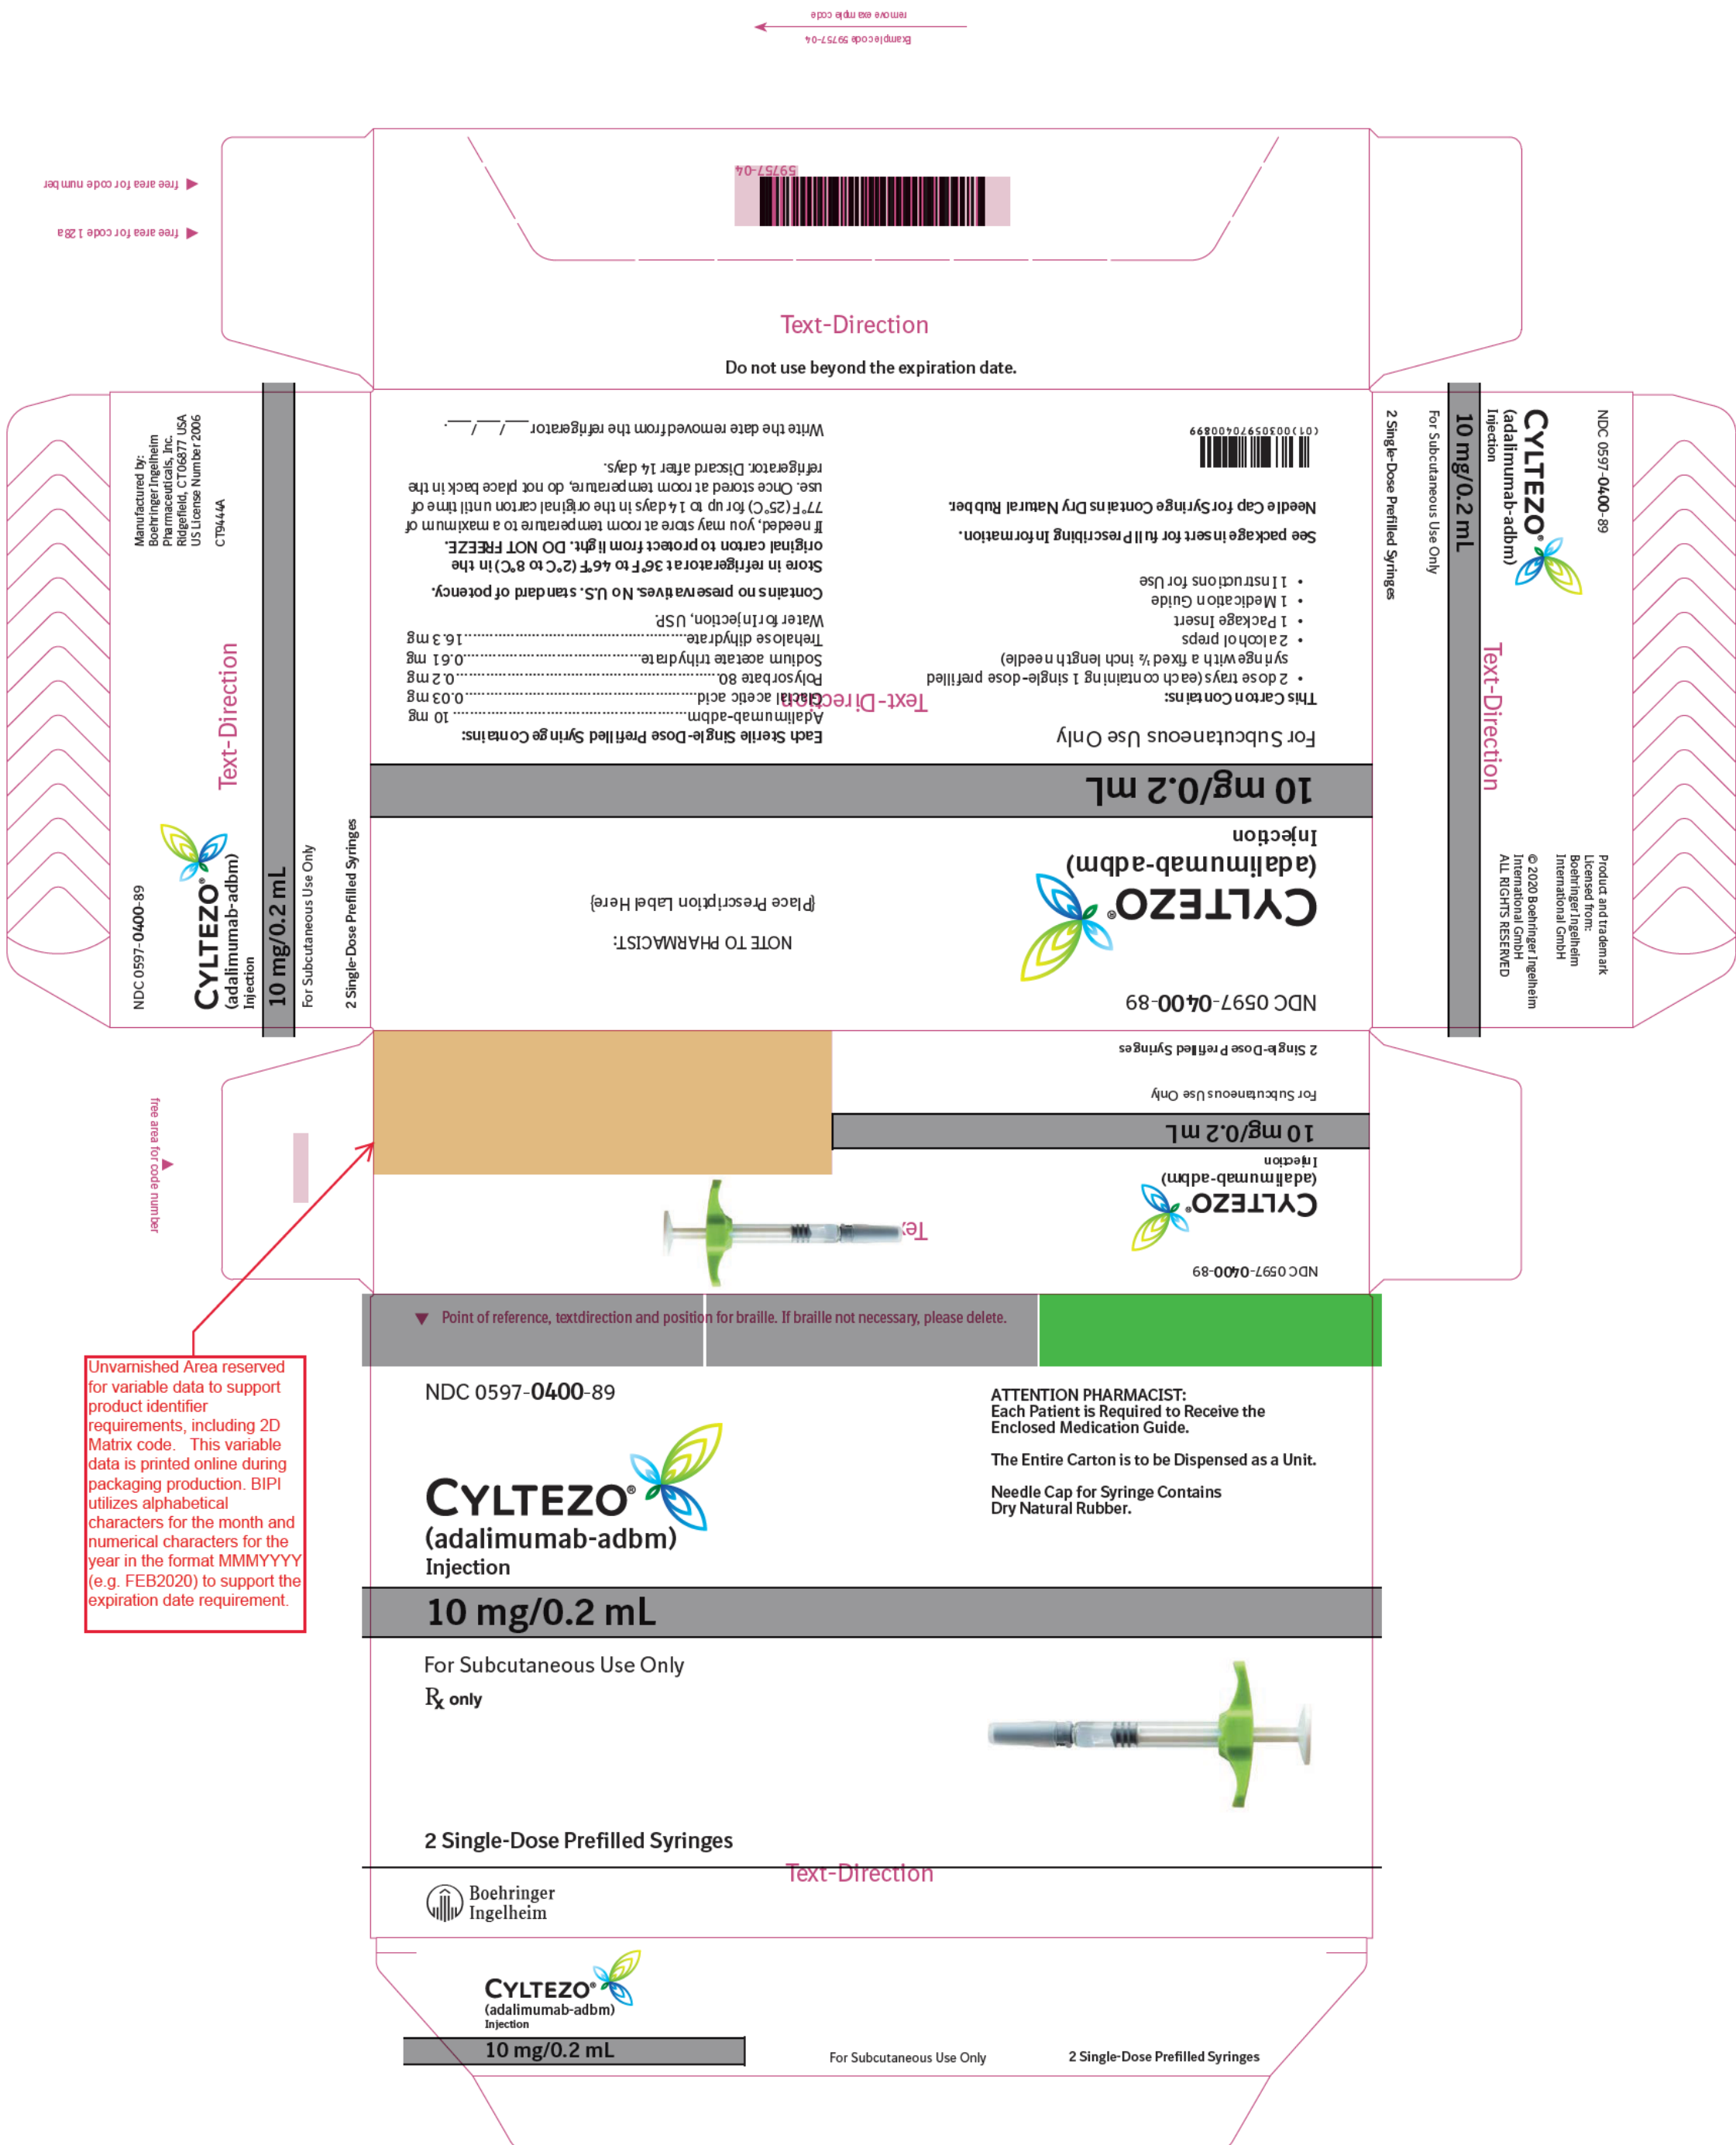 remove example code
Example code 59757-04
59757-04
free area for code number
free area for code 128a
Text-Direction
Do not use beyond the expiration date.
Manufactured by:
Boehringer Ingelheim
Pharmaceuticals, Inc.
Ridgefield, CT06877 USA
US License Number 2006
CT9444A
Text-Direction
NDC 0597-0400-89
CYLTEZO®
(adalimumab-adbm)
Injection
10 mg/0.2 mL
For Subcutaneous Use Only
2 Single-Dose Prefilled Syringes
NDC 0597-0400-89
CYLTEZO®
(adalimumab-adbm)
Injection
10 mg/0.2 mL
For Subcutaneous Use Only
This Carton Contains:
• 2 dose trays (each containing 1 single-dose prefilled
syringe with a fixed ½ inch length needle)
• 2 alcohol preps
• 1 Package Insert
• 1 Medication Guide
• 1 Instructions for Use
See package insert for full Prescribing Information.
Needle Cap for Syringe Contains Dry Natural Rubber.
(01)00305970400899
NOTE TO PHARMACIST:
{Place Prescription Label Here}
Text-Direction
Each Sterile Single-Dose Prefilled Syringe Contains:
Adalimumab-adbm 10 mg
Glacial acetic acid 0.03 mg
Polysorbate 80 0.2 mg
Sodium acetate trihydrate 0.61 mg
Trehalose dihydrate 16.3 mg
Water for Injection, USP.
Contains no preservatives. No U.S. standard of potency.
Store in refrigerator at 36°F to 46°F (2°C to 8°C) in the
original carton to protect from light. DO NOT FREEZE.
If needed, you may store at room temperature to a maximum of
77°F (25°C) for up to 14 days in the original carton until time of
use. Once stored at room temperature, do not place back in the
refrigerator. Discard after 14 days.
Write the date removed from the refrigerator ___/___/___.
NDC 0597-0400-89
CYLTEZO®
(adalimumab-adbm)
Injection
10 mg/0.2 mL
For Subcutaneous Use Only
2 Single-Dose Prefilled Syringes
Text-Direction
Product and trademark
Licensed from:
Boehringer Ingelheim
International GmbH
© 2020 Boehringer Ingelheim
International GmbH
ALL RIGHTS RESERVED
free area for code number
NDC 0597-0400-89
CYLTEZO®
(adalimumab-adbm)
Injection
10 mg/0.2 mL
For Subcutaneous Use Only
2 Single-Dose Prefilled Syringes
Unvarnished Area reserved
for variable data to support
product identifier
requirements, including 2D
Matrix code. This variable
data is printed online during
packaging production. BIPI
utilizes alphabetical
characters for the month and
numerical characters for the
year in the format MMMYYYY
(e.g. FEB2020) to support the
expiration date requirement.
Point of reference, textdirection and position for braille. If braille not necessary, please delete.
NDC 0597-0400-89
CYLTEZO®
(adalimumab-adbm)
Injection
10 mg/0.2 mL
For Subcutaneous Use Only
Rx only
2 Single-Dose Prefilled Syringes
ATTENTION PHARMACIST:
Each Patient is Required to Receive the
Enclosed Medication Guide.
The Entire Carton is to be Dispensed as a Unit.
Needle Cap for Syringe Contains
Dry Natural Rubber.
Text-Direction
Boehringer
Ingelheim
CYLTEZO®
(adalimumab-adbm)
Injection
10 mg/0.2 mL
For Subcutaneous Use Only
2 Single-Dose Prefilled Syringes